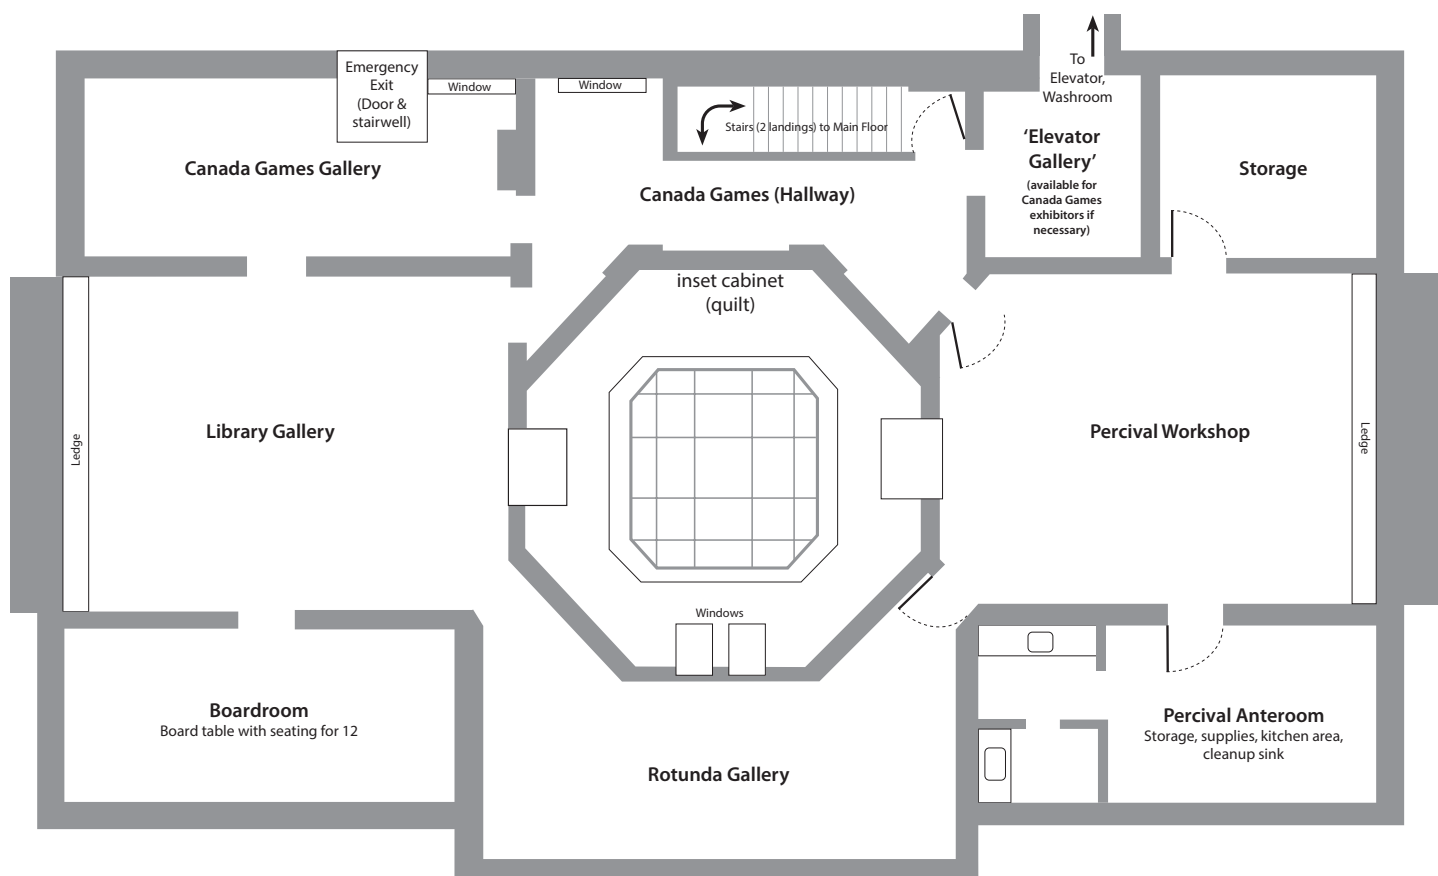 Emergency
Exit
(Door &
stairwell)
Window
Window
To
Elevator,
Washroom
Stairs (2 landings) to Main Floor
Canada Games Gallery
Canada Games (Hallway)
‘Elevator
Gallery’
(available for
Canada Games
exhibitors if
necessary)
Storage
inset cabinet
(quilt)
Ledge
Library Gallery
Percival Workshop
Ledge
Windows
Boardroom
Board table with seating for 12
Rotunda Gallery
Percival Anteroom
Storage, supplies, kitchen area,
cleanup sink